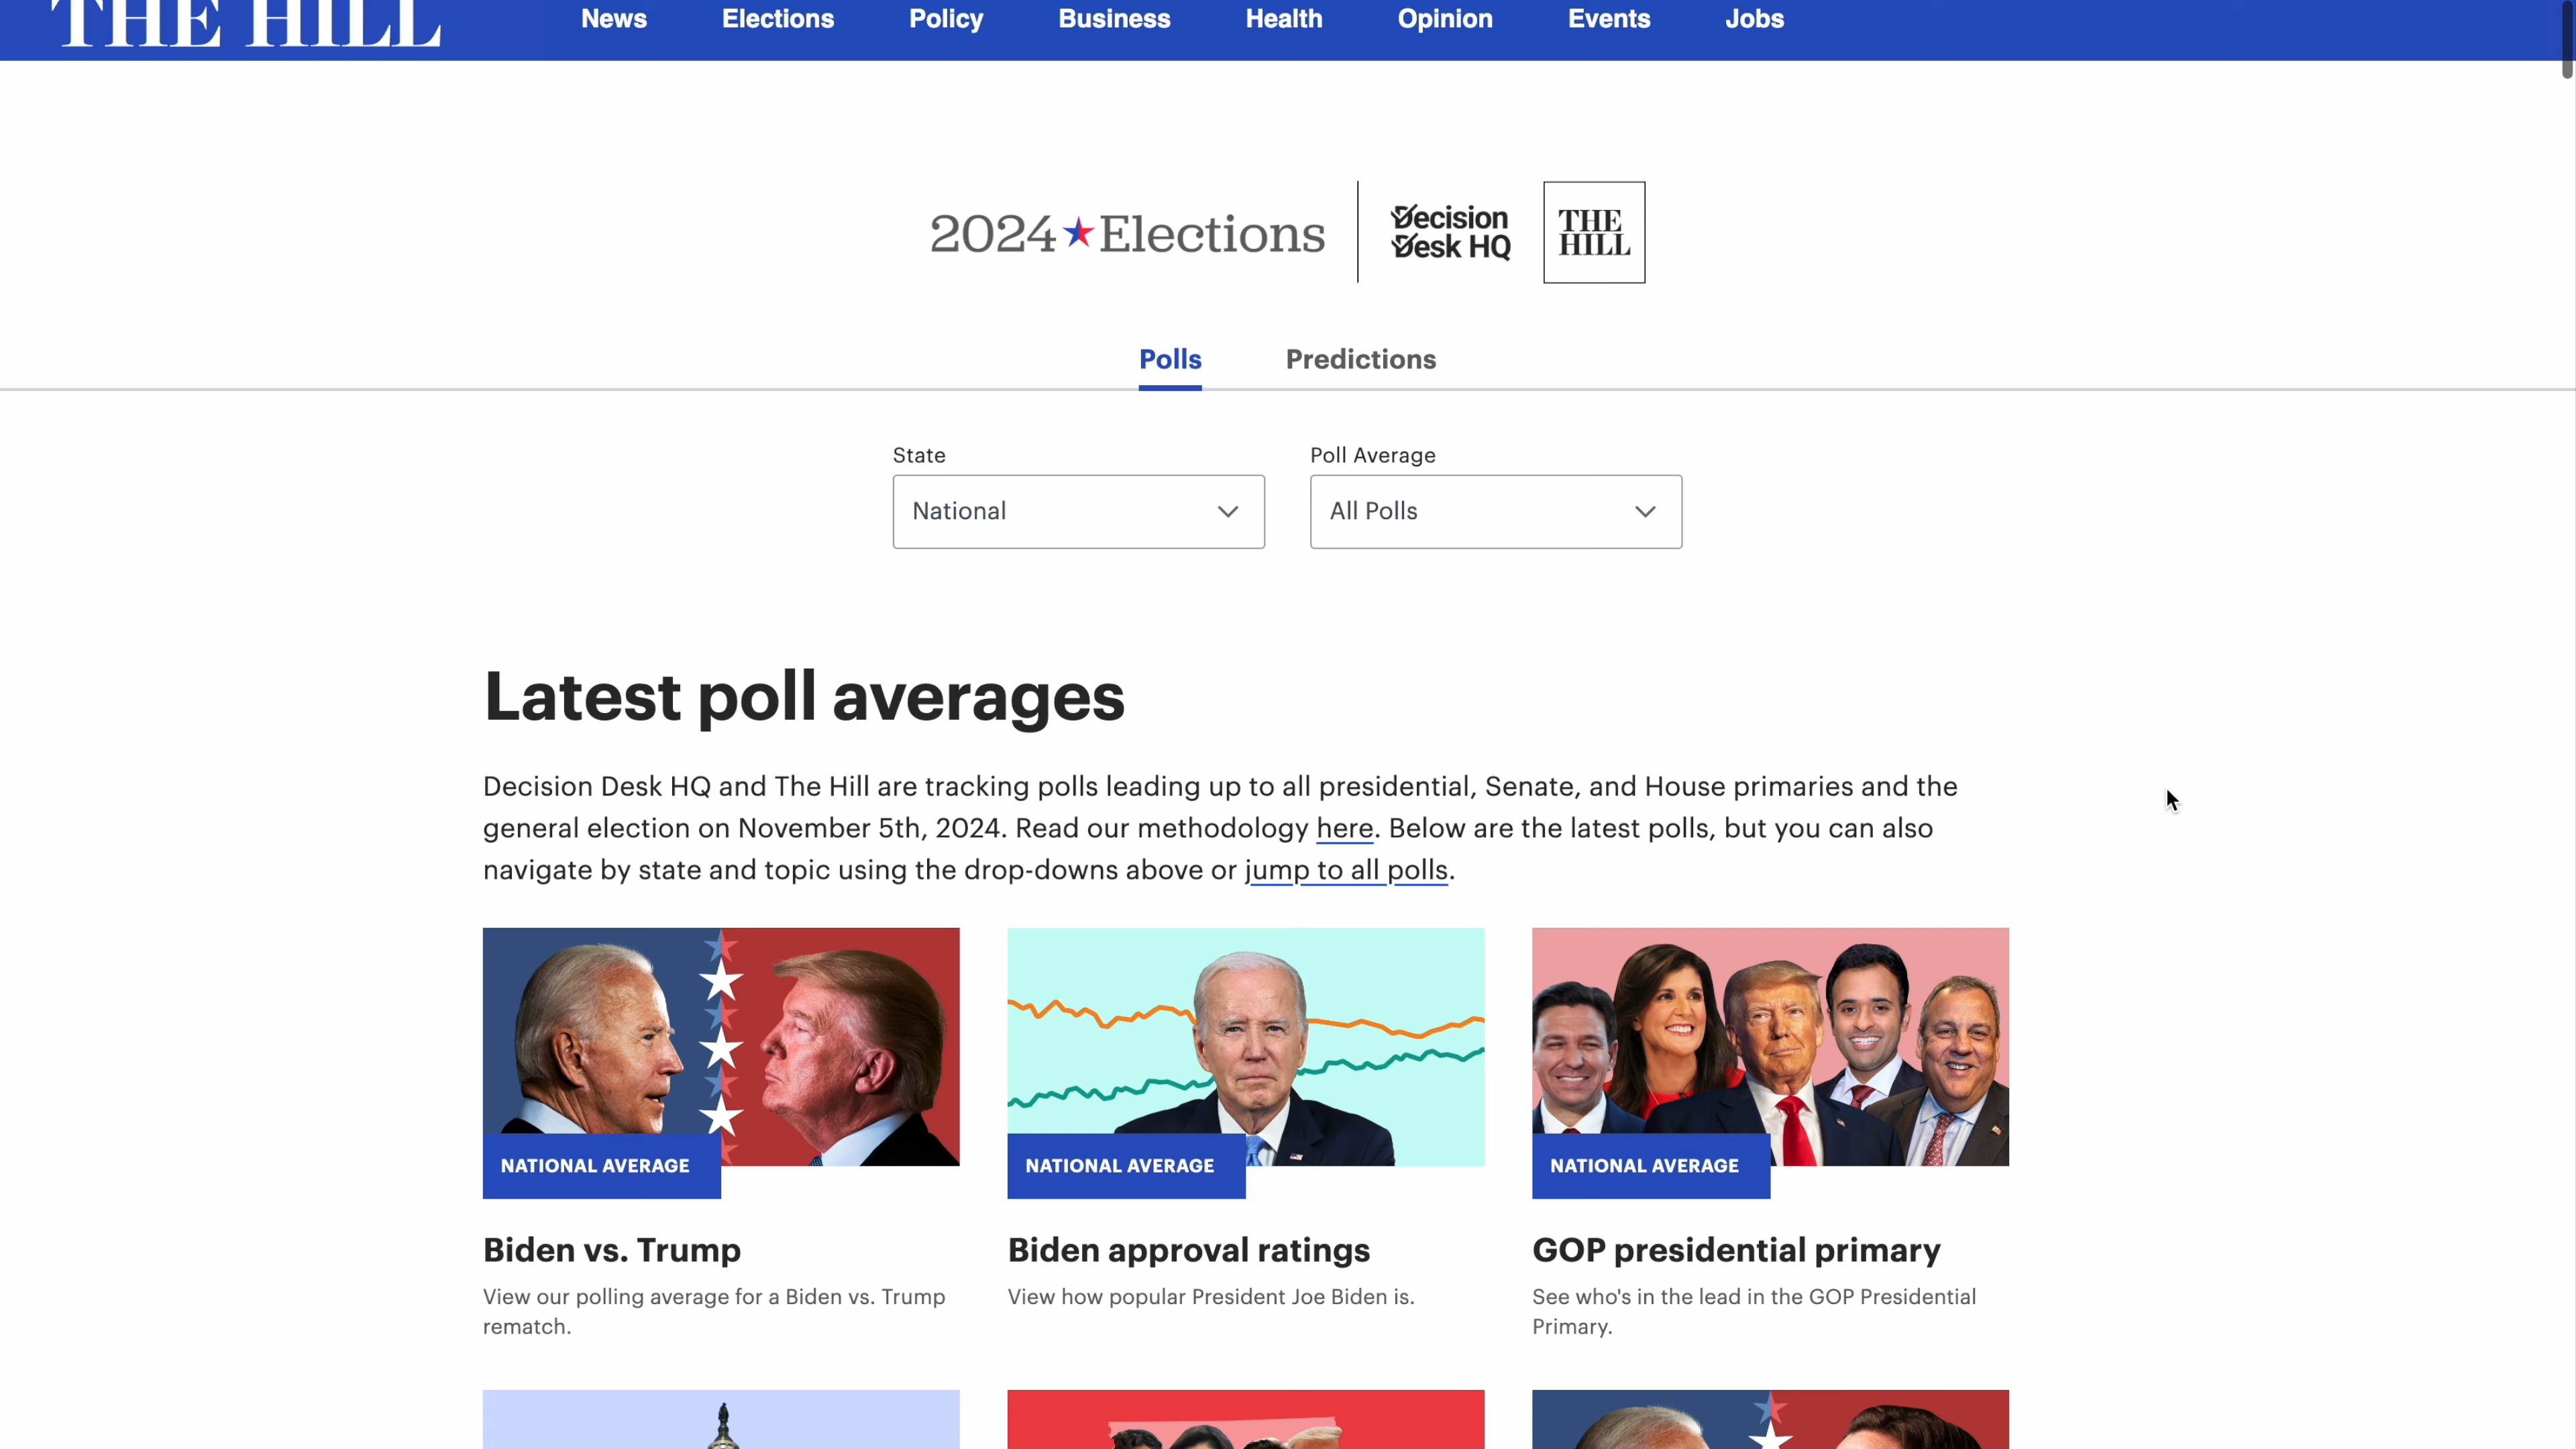 THE HILL
News Elections Policy Business Health Opinion Events Jobs
2024 Elections
Decision
Desk HQ
THE
HILL
Polls Predictions
State Poll Average
National All Polls
Latest poll averages
Decision Desk HQ and The Hill are tracking polls leading up to all presidential, Senate, and House primaries and the
general election on November 5th, 2024. Read our methodology here. Below are the latest polls, but you can also
navigate by state and topic using the drop-downs above or jump to all polls.
NATIONAL AVERAGE NATIONAL AVERAGE NATIONAL AVERAGE
Biden vs. Trump
View our polling average for a Biden vs. Trump
rematch.
Biden approval ratings
View how popular President Joe Biden is.
GOP presidential primary
See who's in the lead in the GOP Presidential
Primary.